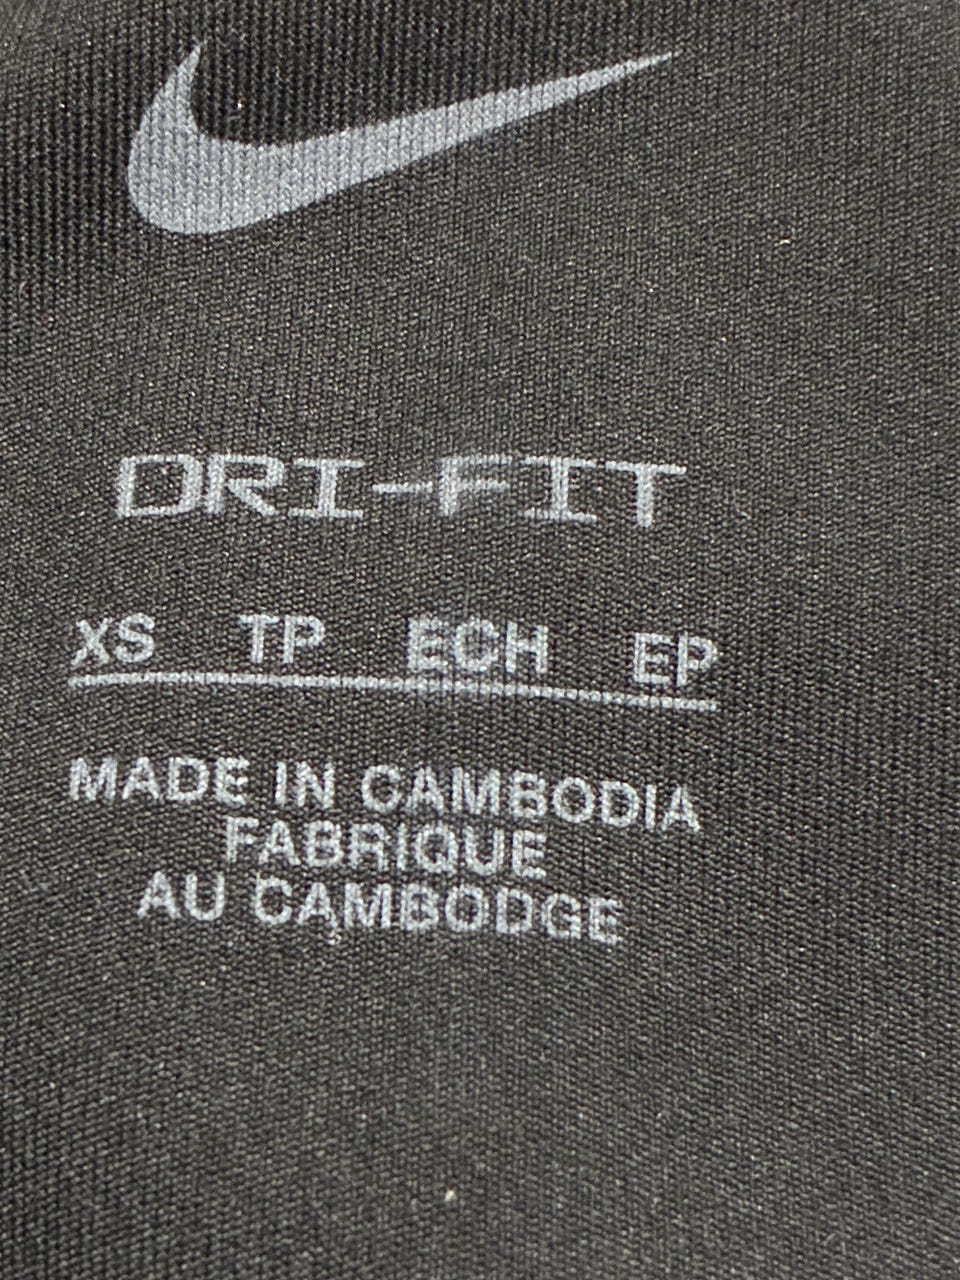 DRI-FIT
XS TP ECH EP
MADE IN CAMBODIA
FABRIQUE
AU CAMBODGE